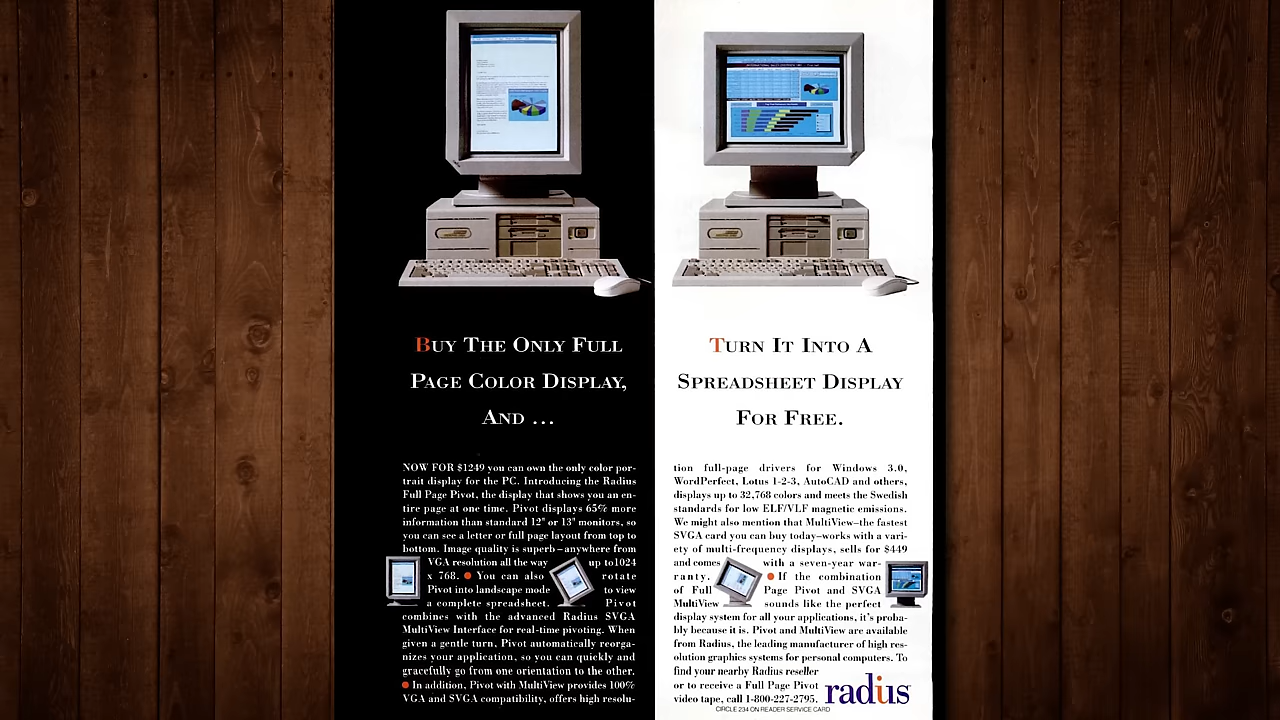 BUY THE ONLY FULL
PAGE COLOR DISPLAY,
AND ...
NOW FOR $1249 you can own the only color por-
trait display for the PC. Introducing the Radius
Full Page Pivot, the display that shows you an en-
tire page at one time. Pivot displays 65% more
information than standard 12" or 13" monitors, so
you can see a letter or full page layout from top to
bottom. Image quality is superb–anywhere from
VGA resolution all the way up to1024
x 768. ● You can also rotate
Pivot into landscape mode to view
a complete spreadsheet. Pivot
combines with the advanced Radius SVGA
MultiView Interface for real-time pivoting. When
given a gentle turn, Pivot automatically reorga-
nizes your application, so you can quickly and
gracefully go from one orientation to the other.
● In addition, Pivot with MultiView provides 100%
VGA and SVGA compatibility, offers high resolu-
TURN IT INTO A
SPREADSHEET DISPLAY
FOR FREE.
tion full-page drivers for Windows 3.0,
WordPerfect, Lotus 1-2-3, AutoCAD and others,
displays up to 32,768 colors and meets the Swedish
standards for low ELF/VLF magnetic emissions.
We might also mention that MultiView–the fastest
SVGA card you can buy today–works with a vari-
ety of multi-frequency displays, sells for $449
and comes with a seven-year war-
ranty. ● If the combination
of Full Page Pivot and SVGA
MultiView sounds like the perfect
display system for all your applications, it's proba-
bly because it is. Pivot and MultiView are available
from Radius, the leading manufacturer of high res-
olution graphics systems for personal computers. To
find your nearby Radius reseller
or to receive a Full Page Pivot
video tape, call 1-800-227-2795.
radius
CIRCLE 234 ON READER SERVICE CARD